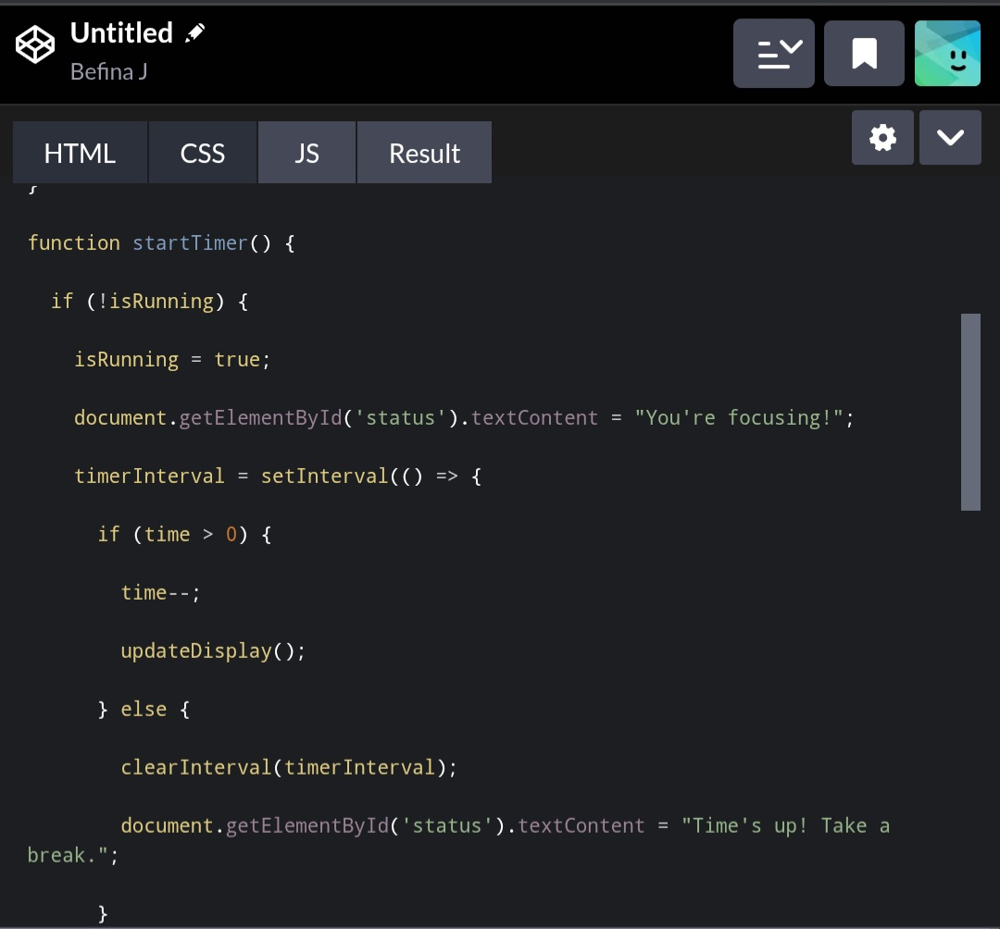 Untitled
Befina J
HTML CSS JS Result
}
function startTimer() {
if (!isRunning) {
isRunning = true;
document.getElementById('status').textContent = "You're focusing!";
timerInterval = setInterval(() => {
if (time > 0) {
time--;
updateDisplay();
} else {
clearInterval(timerInterval);
document.getElementById('status').textContent = "Time's up! Take a
break.";
}